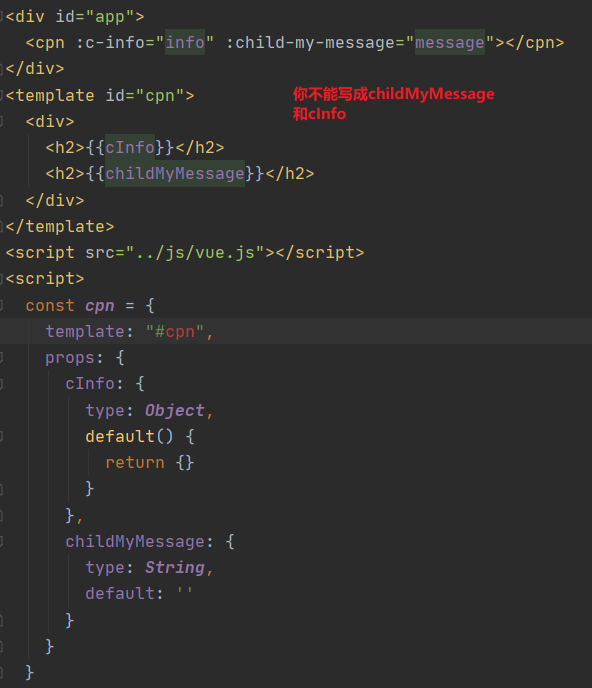 <div id="app">
<cpn :c-info="info" :child-my-message="message"></cpn>
</div>
<template id="cpn">
你不能写成childMyMessage
和cInfo
<div>
<h2>{{cInfo}}</h2>
<h2>{{childMyMessage}}</h2>
</div>
</template>
<script src="../js/vue.js"></script>
<script>
const cpn = {
template: "#cpn",
props: {
cInfo: {
type: Object,
default() {
return {}
}
},
childMyMessage: {
type: String,
default: ''
}
}
}